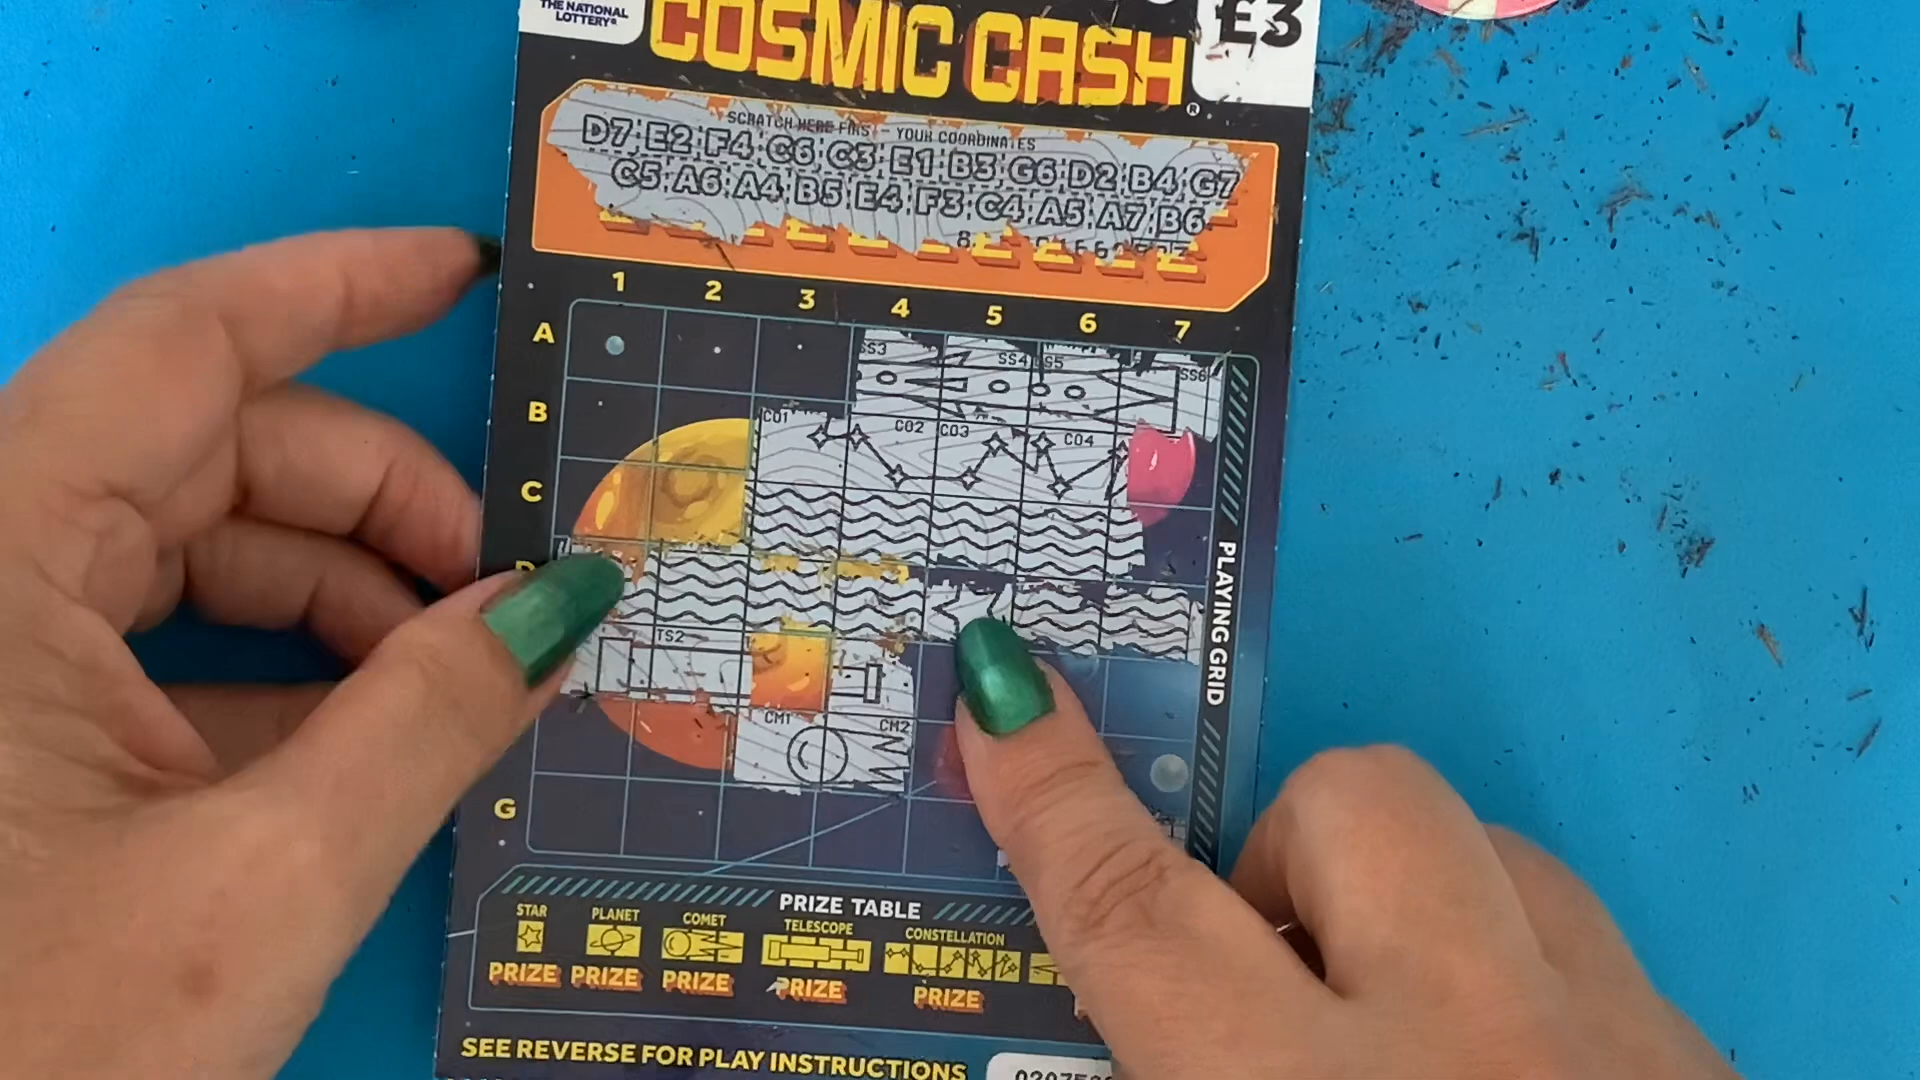 THE NATIONAL
LOTTERY®
COSMIC CASH®
£3
SCRATCH HERE FIRST - YOUR COORDINATES
D7 E2 F4 C6 C3 E1 B3 G6 D2 B4 G7
C5 A6 A4 B5 E4 F3 C4 A5 A7 B6
1 2 3 4 5 6 7
A
SS3 SS4 SS5 SS6
B
CO1 CO2 CO3 CO4
C
D
TS2
CM1 CM2
G
PLAYING GRID
PRIZE TABLE
STAR PLANET COMET TELESCOPE CONSTELLATION
PRIZE PRIZE PRIZE PRIZE PRIZE
SEE REVERSE FOR PLAY INSTRUCTIONS